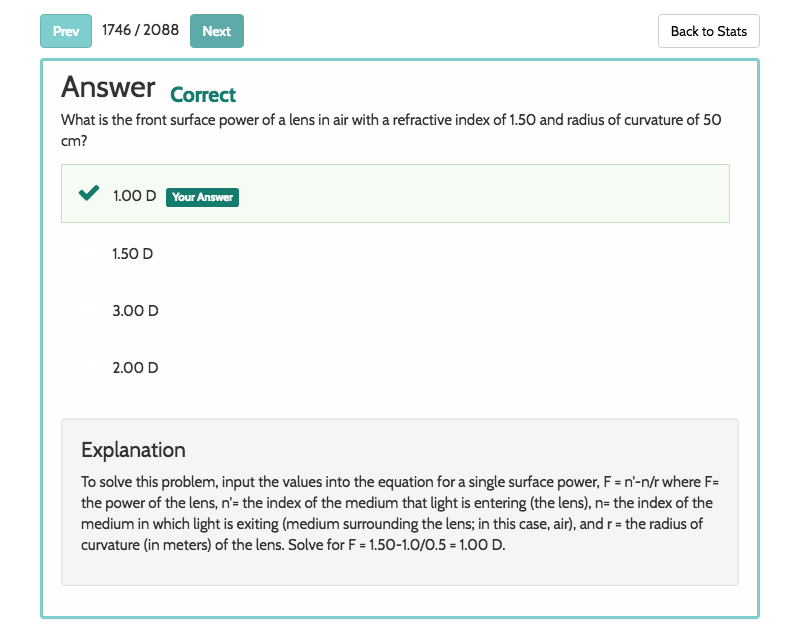 Prev 1746 / 2088 Next Back to Stats
Answer Correct
What is the front surface power of a lens in air with a refractive index of 1.50 and radius of curvature of 50
cm?
1.00 D Your Answer
1.50 D
3.00 D
2.00 D
Explanation
To solve this problem, input the values into the equation for a single surface power, F = n'-n/r where F=
the power of the lens, n'= the index of the medium that light is entering (the lens), n= the index of the
medium in which light is exiting (medium surrounding the lens; in this case, air), and r = the radius of
curvature (in meters) of the lens. Solve for F = 1.50-1.0/0.5 = 1.00 D.